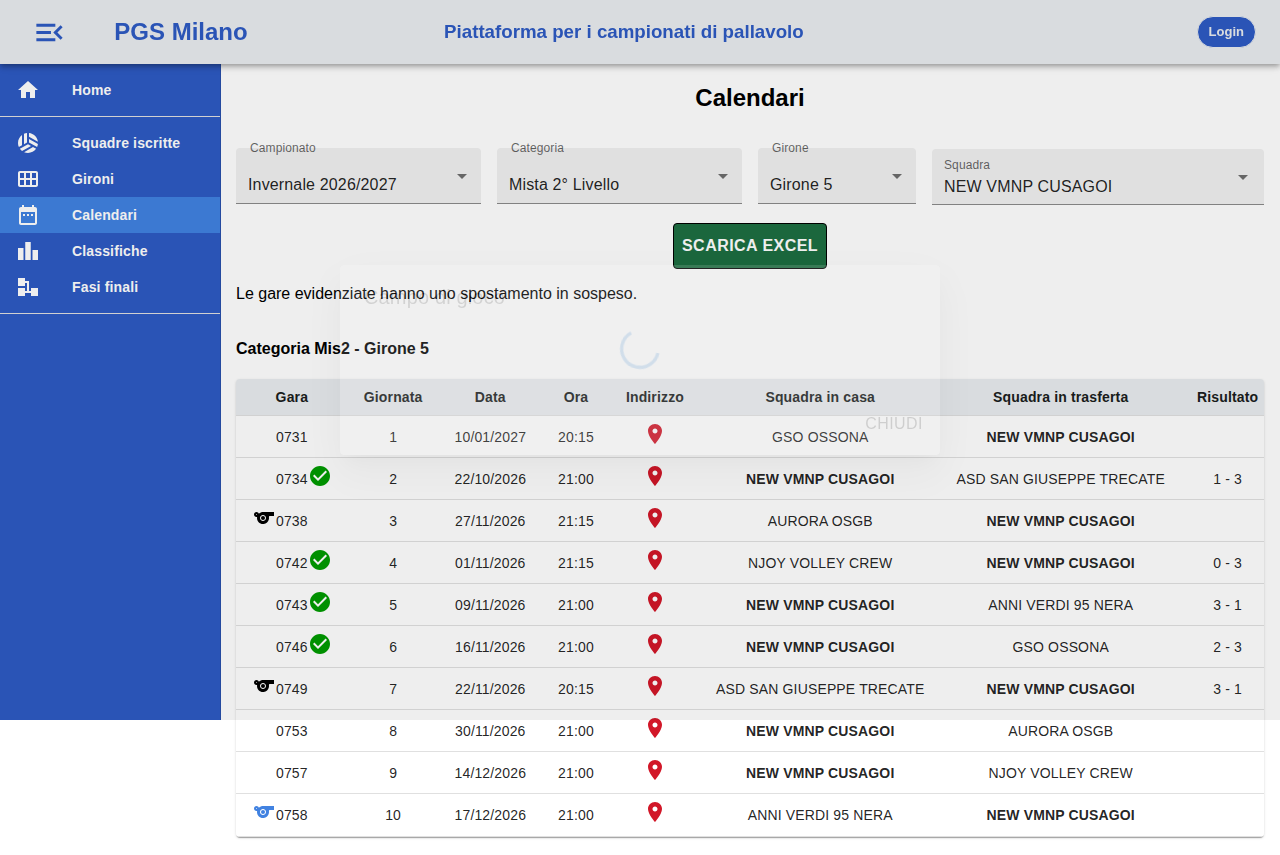 PGS Milano
Piattaforma per i campionati di pallavolo
Login
Home
Squadre iscritte
Gironi
Calendari
Classifiche
Fasi finali
Calendari
Campionato
Invernale 2026/2027
Categoria
Mista 2° Livello
Girone
Girone 5
Squadra
NEW VMNP CUSAGOI
SCARICA EXCEL
Campo di gioco
Le gare evidenziate hanno uno spostamento in sospeso.
Categoria Mis2 - Girone 5
Gara Giornata Data Ora Indirizzo Squadra in casa Squadra in trasferta Risultato
CHIUDI
0731 1 10/01/2027 20:15 GSO OSSONA NEW VMNP CUSAGOI
0734 2 22/10/2026 21:00 NEW VMNP CUSAGOI ASD SAN GIUSEPPE TRECATE 1 - 3
0738 3 27/11/2026 21:15 AURORA OSGB NEW VMNP CUSAGOI
0742 4 01/11/2026 21:15 NJOY VOLLEY CREW NEW VMNP CUSAGOI 0 - 3
0743 5 09/11/2026 21:00 NEW VMNP CUSAGOI ANNI VERDI 95 NERA 3 - 1
0746 6 16/11/2026 21:00 NEW VMNP CUSAGOI GSO OSSONA 2 - 3
0749 7 22/11/2026 20:15 ASD SAN GIUSEPPE TRECATE NEW VMNP CUSAGOI 3 - 1
0753 8 30/11/2026 21:00 NEW VMNP CUSAGOI AURORA OSGB
0757 9 14/12/2026 21:00 NEW VMNP CUSAGOI NJOY VOLLEY CREW
0758 10 17/12/2026 21:00 ANNI VERDI 95 NERA NEW VMNP CUSAGOI